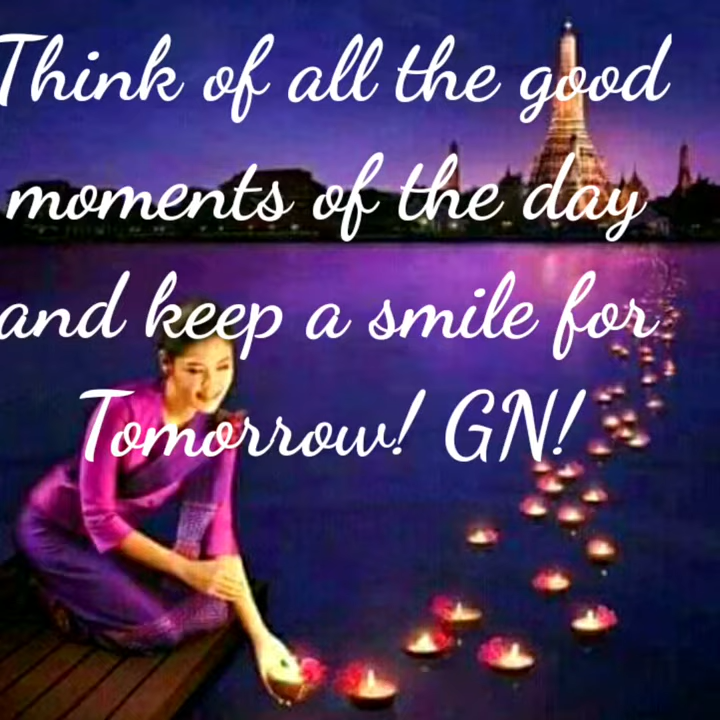 Think of all the good
moments of the day
and keep a smile for
Tomorrow! GN!